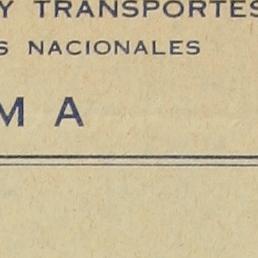 Y TRANSPORTES
S NACIONALES
M A